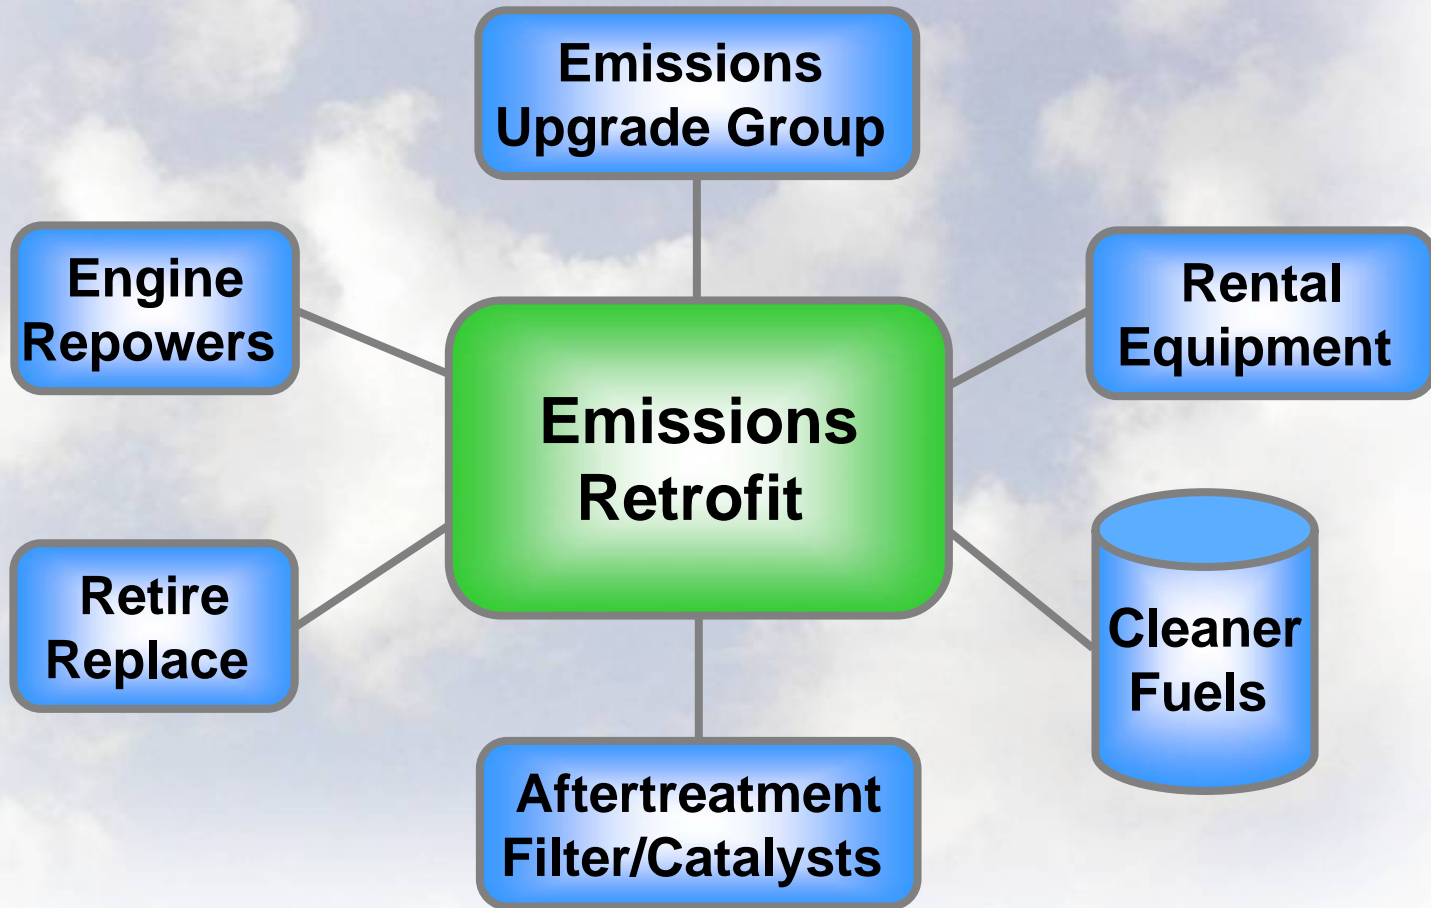 Emissions
Upgrade Group
Engine
Repowers
Rental
Equipment
Emissions
Retrofit
Retire
Replace
Cleaner
Fuels
Aftertreatment
Filter/Catalysts